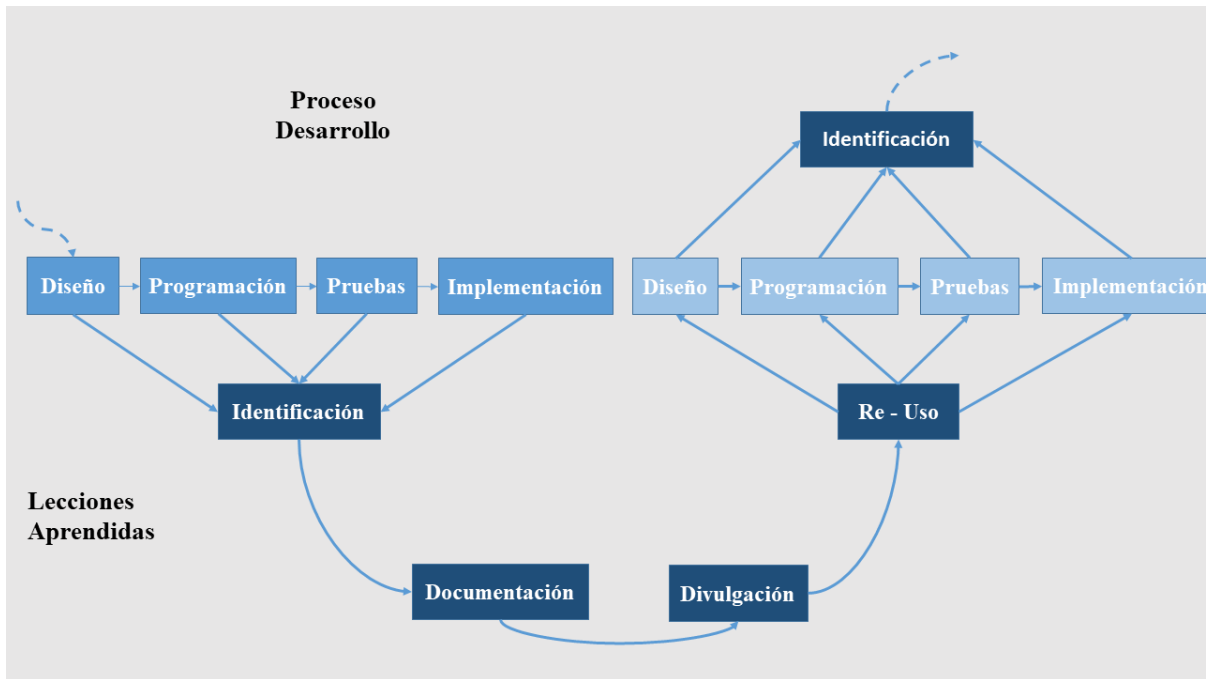 Proceso
Desarrollo
Identificación
Diseño
Programación
Pruebas
Implementación
Diseño
Programación
Pruebas
Implementación
Identificación
Re - Uso
Lecciones
Aprendidas
Documentación
Divulgación